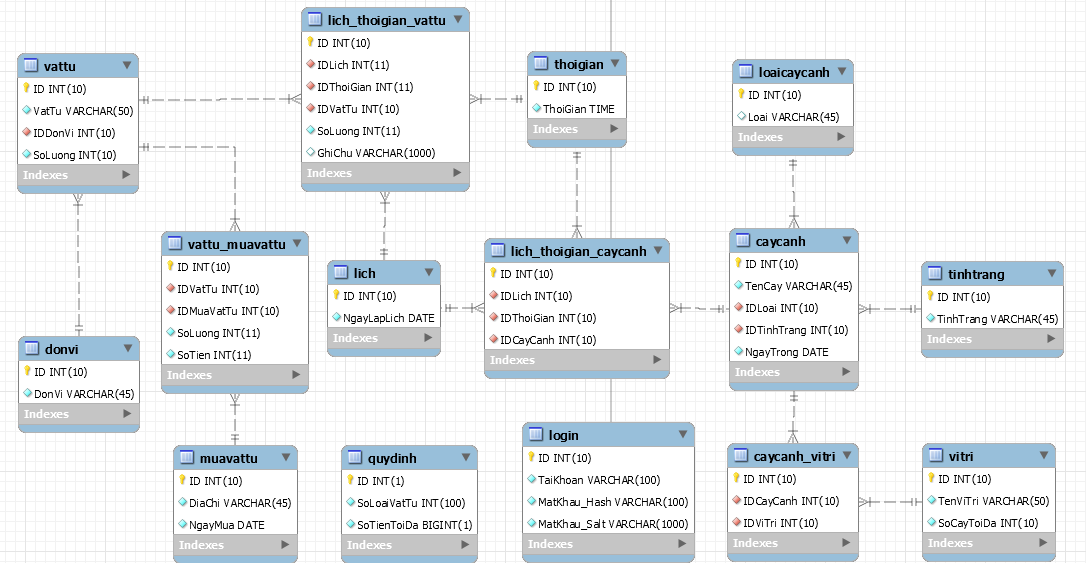 lich_thoigian_vattu
ID INT(10)
IDLich INT(11)
IDThoiGian INT(11)
IDVatTu INT(10)
SoLuong INT(11)
GhiChu VARCHAR(1000)
Indexes
vattu
ID INT(10)
VatTu VARCHAR(50)
IDDonVi INT(10)
SoLuong INT(10)
Indexes
thoigian
ID INT(10)
ThoiGian TIME
Indexes
loaicaycanh
ID INT(10)
Loai VARCHAR(45)
Indexes
vattu_muavattu
ID INT(10)
IDVatTu INT(10)
IDMuaVatTu INT(10)
SoLuong INT(11)
SoTien INT(11)
Indexes
lich
ID INT(10)
NgayLapLich DATE
Indexes
lich_thoigian_caycanh
ID INT(10)
IDLich INT(10)
IDThoiGian INT(10)
IDCayCanh INT(10)
Indexes
caycanh
ID INT(10)
TenCay VARCHAR(45)
IDLoai INT(10)
IDTinhTrang INT(10)
NgayTrong DATE
Indexes
tinhtrang
ID INT(10)
TinhTrang VARCHAR(45)
Indexes
donvi
ID INT(10)
DonVi VARCHAR(45)
Indexes
muavattu
ID INT(10)
DiaChi VARCHAR(45)
NgayMua DATE
Indexes
quydinh
ID INT(1)
SoLoaiVatTu INT(100)
SoTienToiDa BIGINT(1)
Indexes
login
ID INT(10)
TaiKhoan VARCHAR(100)
MatKhau_Hash VARCHAR(100)
MatKhau_Salt VARCHAR(1000)
Indexes
caycanh_vitri
ID INT(10)
IDCayCanh INT(10)
IDViTri INT(10)
Indexes
vitri
ID INT(10)
TenViTri VARCHAR(50)
SoCayToiDa INT(10)
Indexes